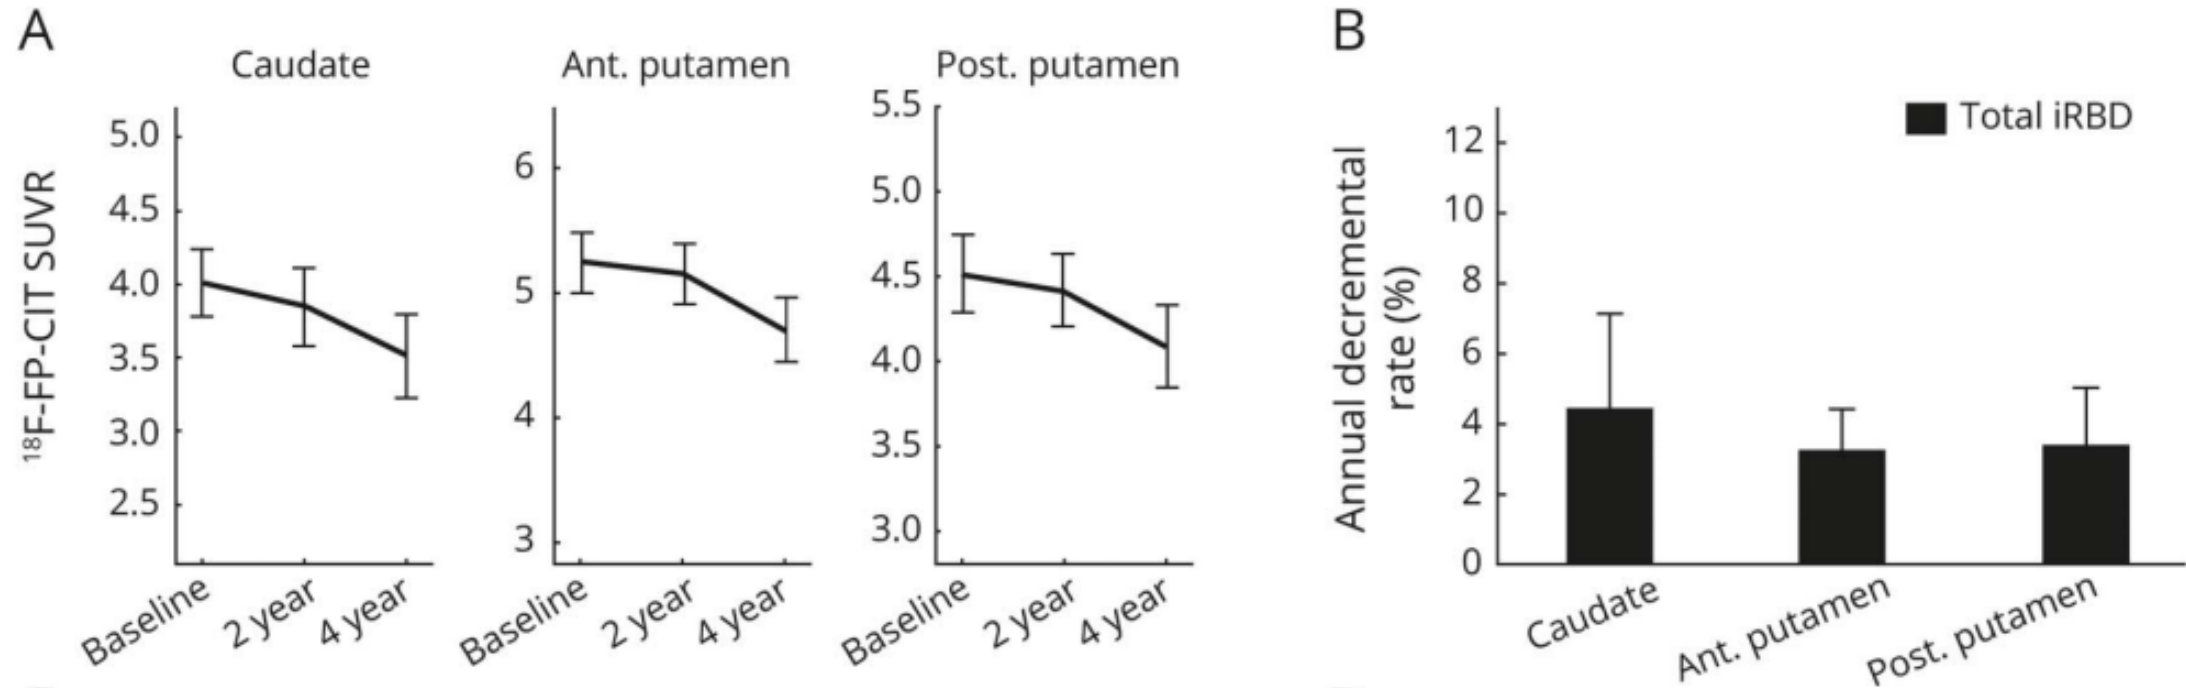 A
Caudate
Ant. putamen
Post. putamen
¹⁸F-FP-CIT SUVR
5.0
4.5
4.0
3.5
3.0
2.5
Baseline
2 year
4 year
6
5
4
3
Baseline
2 year
4 year
5.5
5.0
4.5
4.0
3.5
3.0
Baseline
2 year
4 year
B
Total iRBD
Annual decremental
rate (%)
12
10
8
6
4
2
0
Caudate
Ant. putamen
Post. putamen